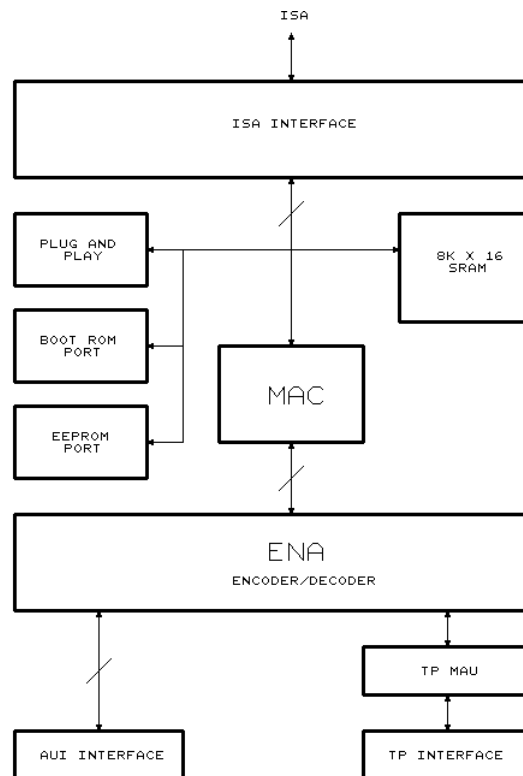 ISA
ISA INTERFACE
PLUG AND
PLAY
8K X 16
SRAM
BOOT ROM
PORT
MAC
EEPROM
PORT
ENA
ENCODER/DECODER
TP MAU
AUI INTERFACE
TP INTERFACE